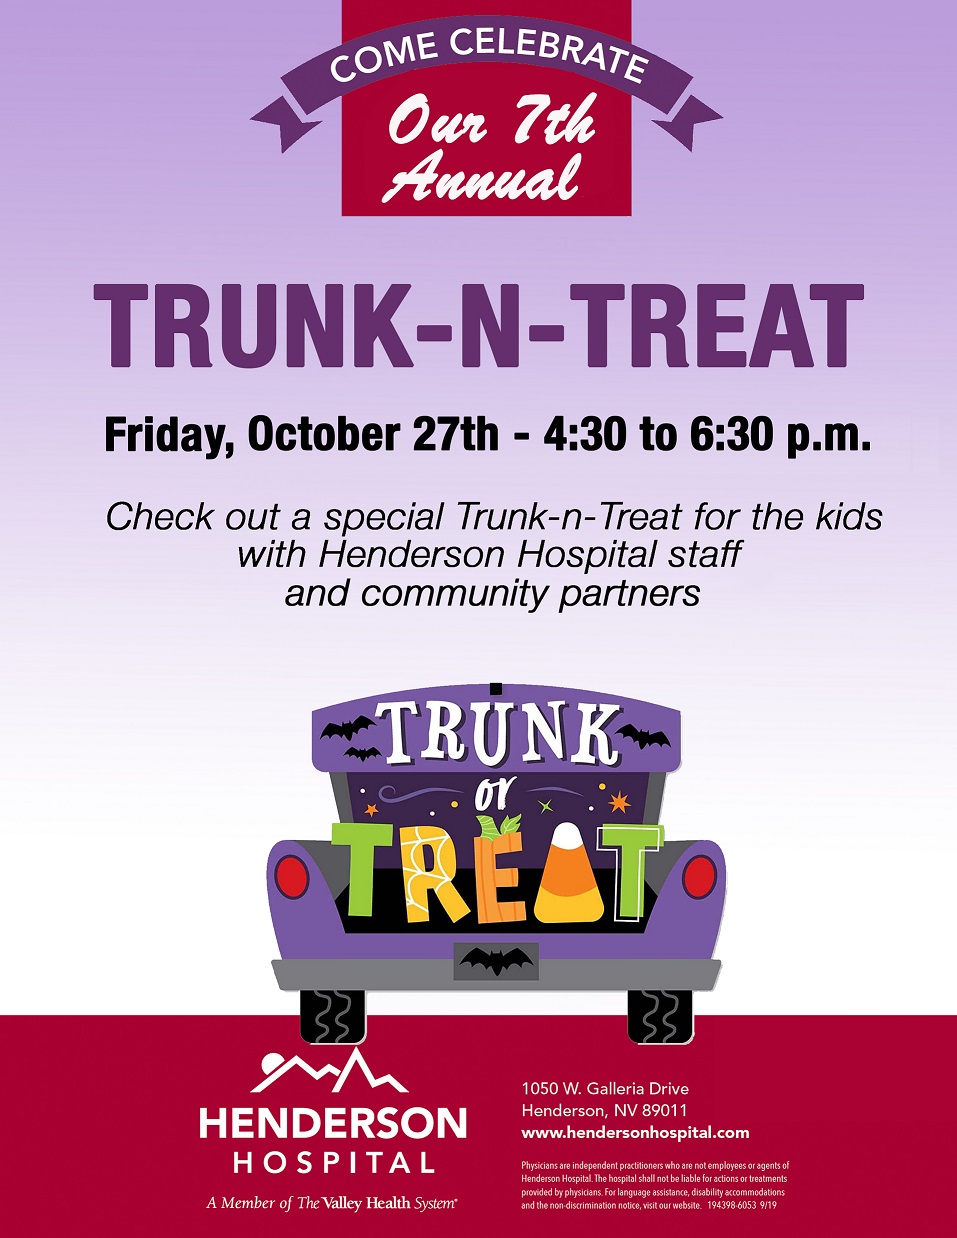 COME CELEBRATE
Our 7th
Annual
TRUNK-N-TREAT
Friday, October 27th - 4:30 to 6:30 p.m.
Check out a special Trunk-n-Treat for the kids
with Henderson Hospital staff
and community partners
TRUNK
or
TREAT
HENDERSON
HOSPITAL
A Member of The Valley Health System®
1050 W. Galleria Drive
Henderson, NV 89011
www.hendersonhospital.com
Physicians are independent practitioners who are not employees or agents of
Henderson Hospital. The hospital shall not be liable for actions or treatments
provided by physicians. For language assistance, disability accommodations
and the non-discrimination notice, visit our website. 194398-6053 9/19